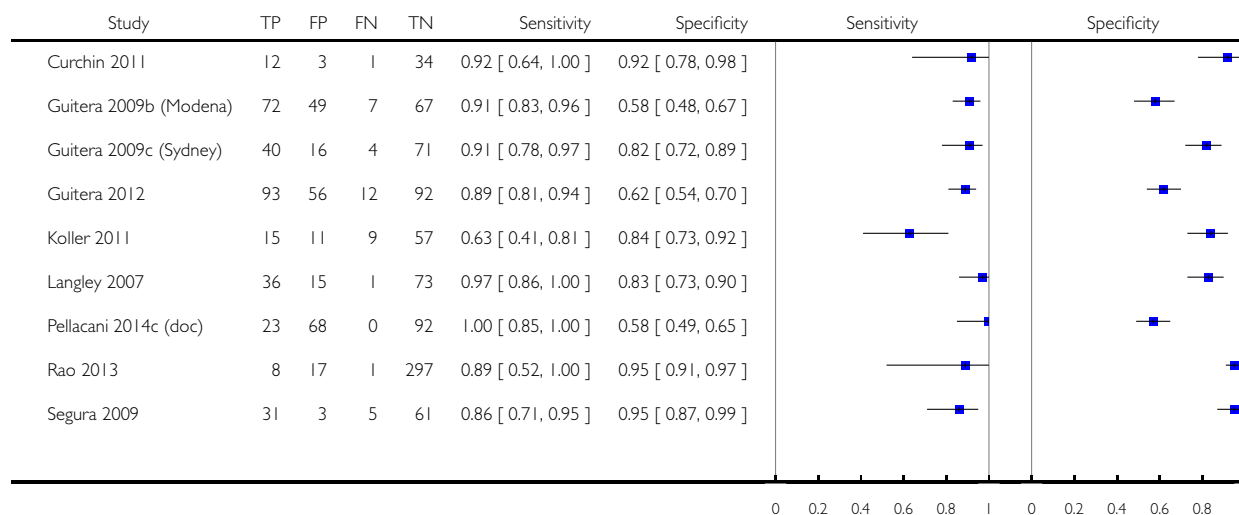 Study TP FP FN TN Sensitivity Specificity Sensitivity Specificity
Curchin 2011 12 3 1 34 0.92 [ 0.64, 1.00 ] 0.92 [ 0.78, 0.98 ]
Guitera 2009b (Modena) 72 49 7 67 0.91 [ 0.83, 0.96 ] 0.58 [ 0.48, 0.67 ]
Guitera 2009c (Sydney) 40 16 4 71 0.91 [ 0.78, 0.97 ] 0.82 [ 0.72, 0.89 ]
Guitera 2012 93 56 12 92 0.89 [ 0.81, 0.94 ] 0.62 [ 0.54, 0.70 ]
Koller 2011 15 11 9 57 0.63 [ 0.41, 0.81 ] 0.84 [ 0.73, 0.92 ]
Langley 2007 36 15 1 73 0.97 [ 0.86, 1.00 ] 0.83 [ 0.73, 0.90 ]
Pellacani 2014c (doc) 23 68 0 92 1.00 [ 0.85, 1.00 ] 0.58 [ 0.49, 0.65 ]
Rao 2013 8 17 1 297 0.89 [ 0.52, 1.00 ] 0.95 [ 0.91, 0.97 ]
Segura 2009 31 3 5 61 0.86 [ 0.71, 0.95 ] 0.95 [ 0.87, 0.99 ]
0 0.2 0.4 0.6 0.8 1 0 0.2 0.4 0.6 0.8